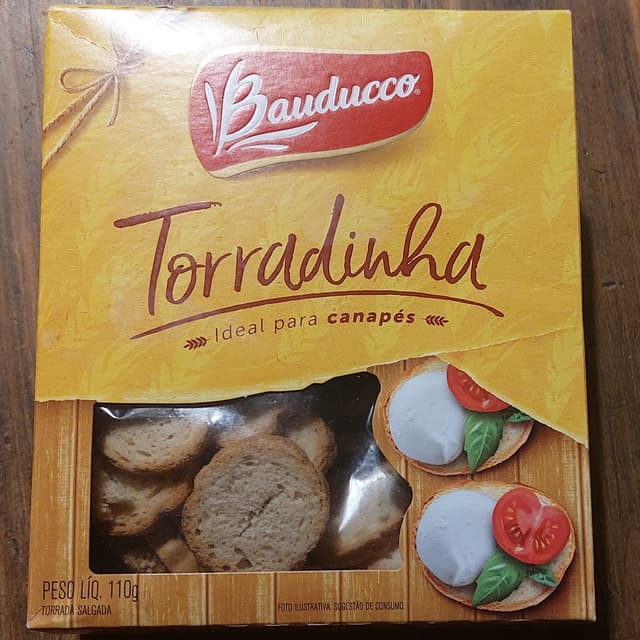 Bauducco®
Torradinha
Ideal para canapés
PESO LÍQ. 110g
TORRADA SALGADA
FOTO ILUSTRATIVA. SUGESTÃO DE CONSUMO.